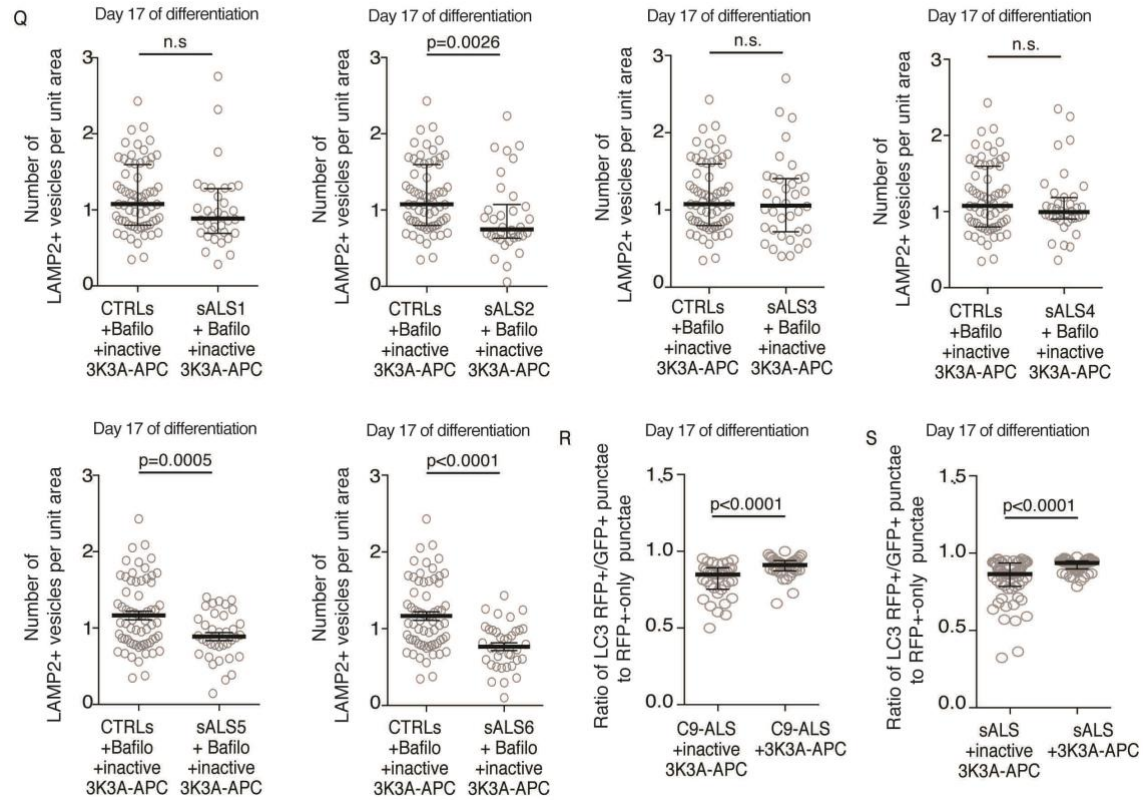 Q
Day 17 of differentiation
n.s
Number of
LAMP2+ vesicles per unit area
3
2
1
0
CTRLs
+Bafilo
+inactive
3K3A-APC
sALS1
+ Bafilo
+inactive
3K3A-APC
Day 17 of differentiation
p=0.0026
Number of
LAMP2+ vesicles per unit area
3
2
1
0
CTRLs
+Bafilo
+inactive
3K3A-APC
sALS2
+ Bafilo
+inactive
3K3A-APC
Day 17 of differentiation
n.s.
Number of
LAMP2+ vesicles per unit area
3
2
1
0
CTRLs
+Bafilo
+inactive
3K3A-APC
sALS3
+ Bafilo
+inactive
3K3A-APC
Day 17 of differentiation
n.s.
Number of
LAMP2+ vesicles per unit area
3
2
1
0
CTRLs
+Bafilo
+inactive
3K3A-APC
sALS4
+ Bafilo
+inactive
3K3A-APC
Day 17 of differentiation
p=0.0005
Number of
LAMP2+ vesicles per unit area
3
2
1
0
CTRLs
+Bafilo
+inactive
3K3A-APC
sALS5
+ Bafilo
+inactive
3K3A-APC
Day 17 of differentiation
p<0.0001
Number of
LAMP2+ vesicles per unit area
3
2
1
0
CTRLs
+Bafilo
+inactive
3K3A-APC
sALS6
+ Bafilo
+inactive
3K3A-APC
R
Day 17 of differentiation
p<0.0001
Ratio of LC3 RFP+/GFP+ punctae
to RFP+-only punctae
1.5
1.0
0.5
0.0
C9-ALS
+inactive
3K3A-APC
C9-ALS
+3K3A-APC
S
Day 17 of differentiation
p<0.0001
Ratio of LC3 RFP+/GFP+ punctae
to RFP+-only punctae
1.5
1.0
0.5
0.0
sALS
+inactive
3K3A-APC
sALS
+3K3A-APC